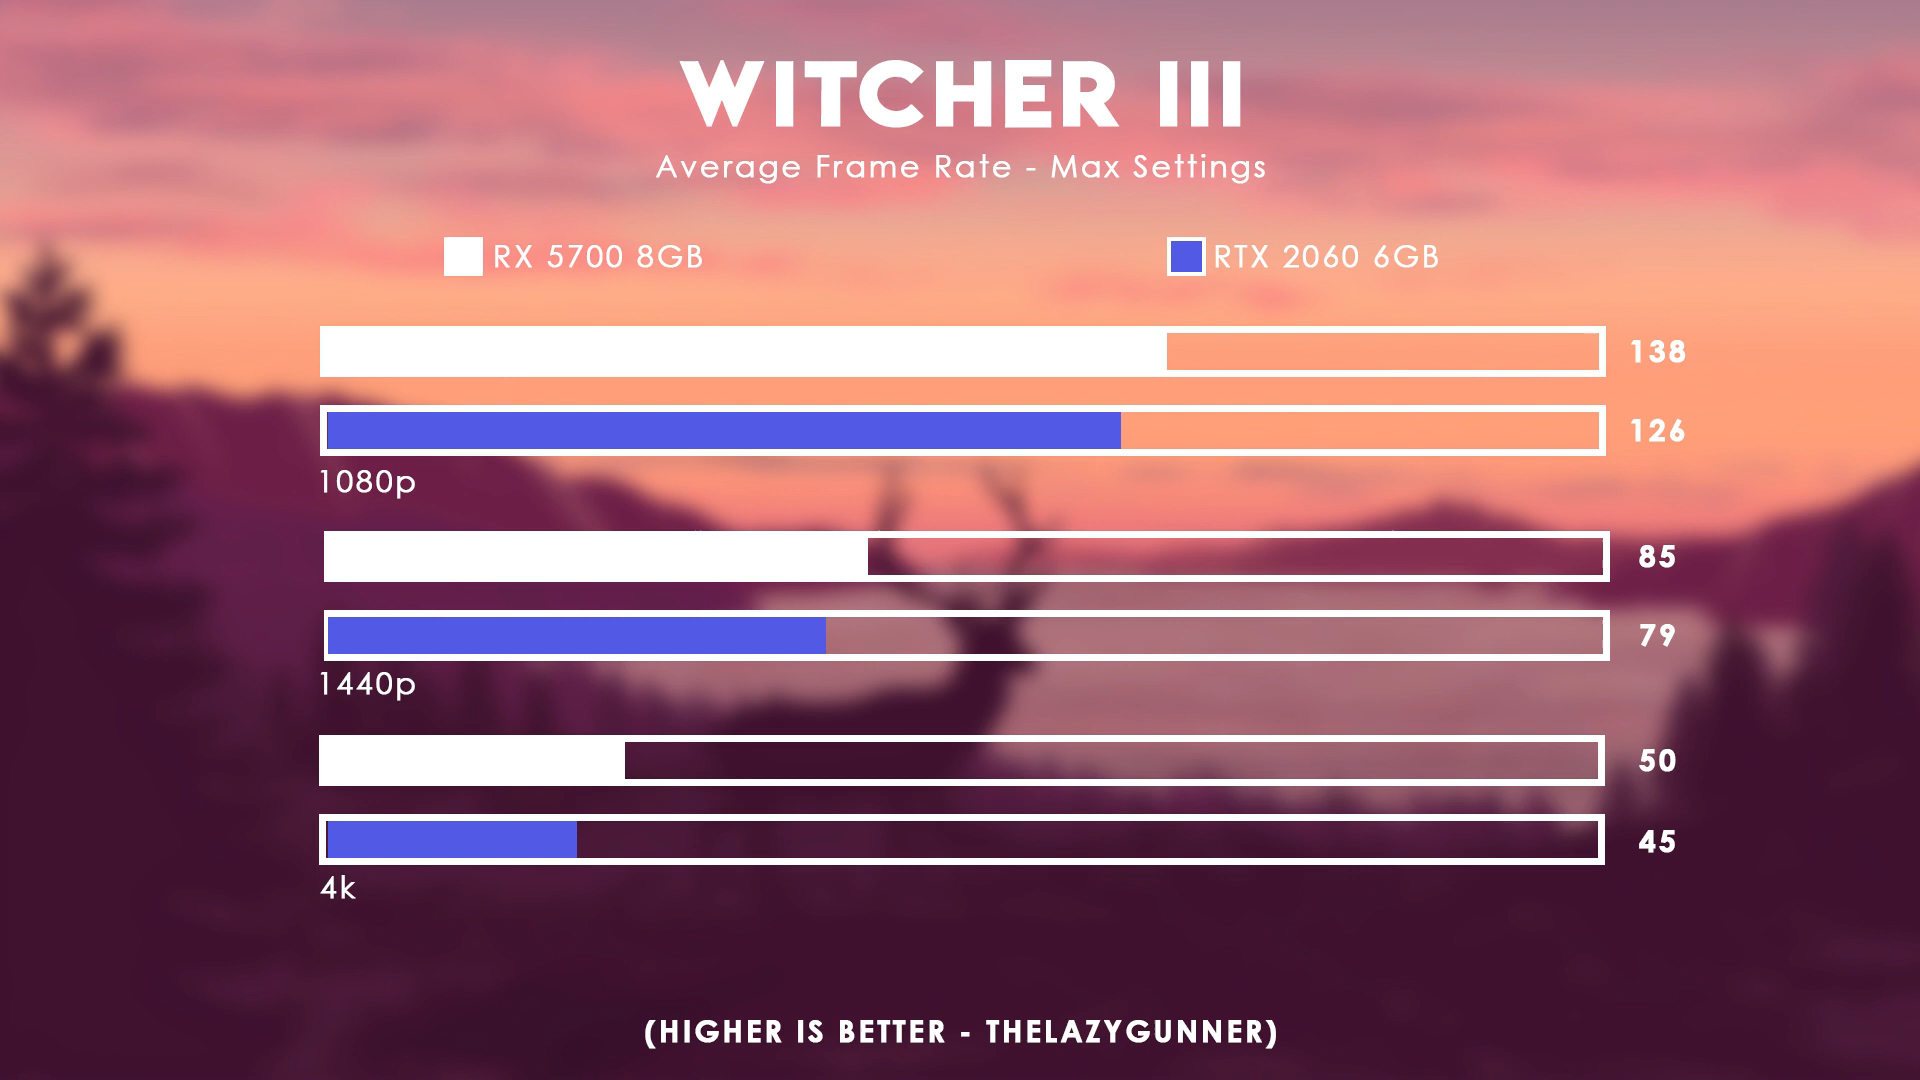 WITCHER III
Average Frame Rate - Max Settings
RX 5700 8GB
RTX 2060 6GB
138
126
1080p
85
79
1440p
50
45
4k
(HIGHER IS BETTER - THELAZYGUNNER)